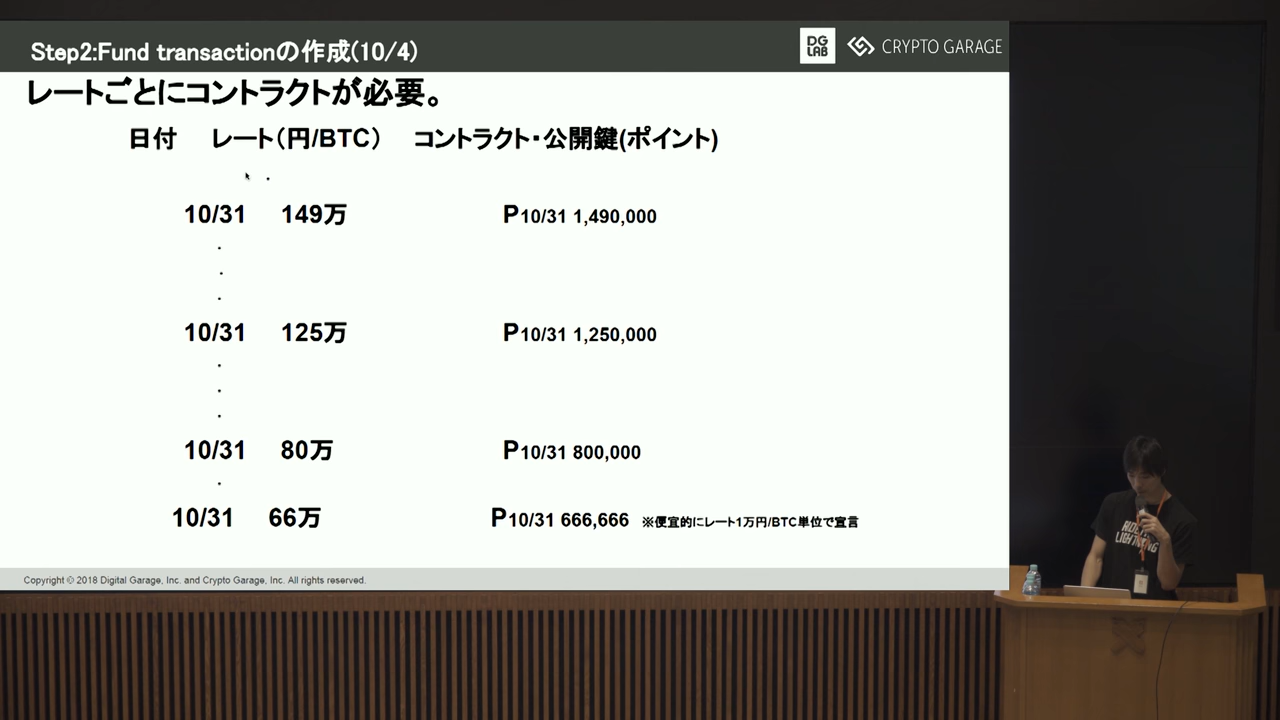 Step2:Fund transactionの作成(10/4)
DG LAB
CRYPTO GARAGE
レートごとにコントラクトが必要。
日付 レート(円/BTC) コントラクト・公開鍵(ポイント)
10/31 149万 P10/31 1,490,000
10/31 125万 P10/31 1,250,000
10/31 80万 P10/31 800,000
10/31 66万 P10/31 666,666 ※便宜的にレート1万円/BTC単位で宣言
Copyright © 2018 Digital Garage, Inc. and Crypto Garage, Inc. All rights reserved.